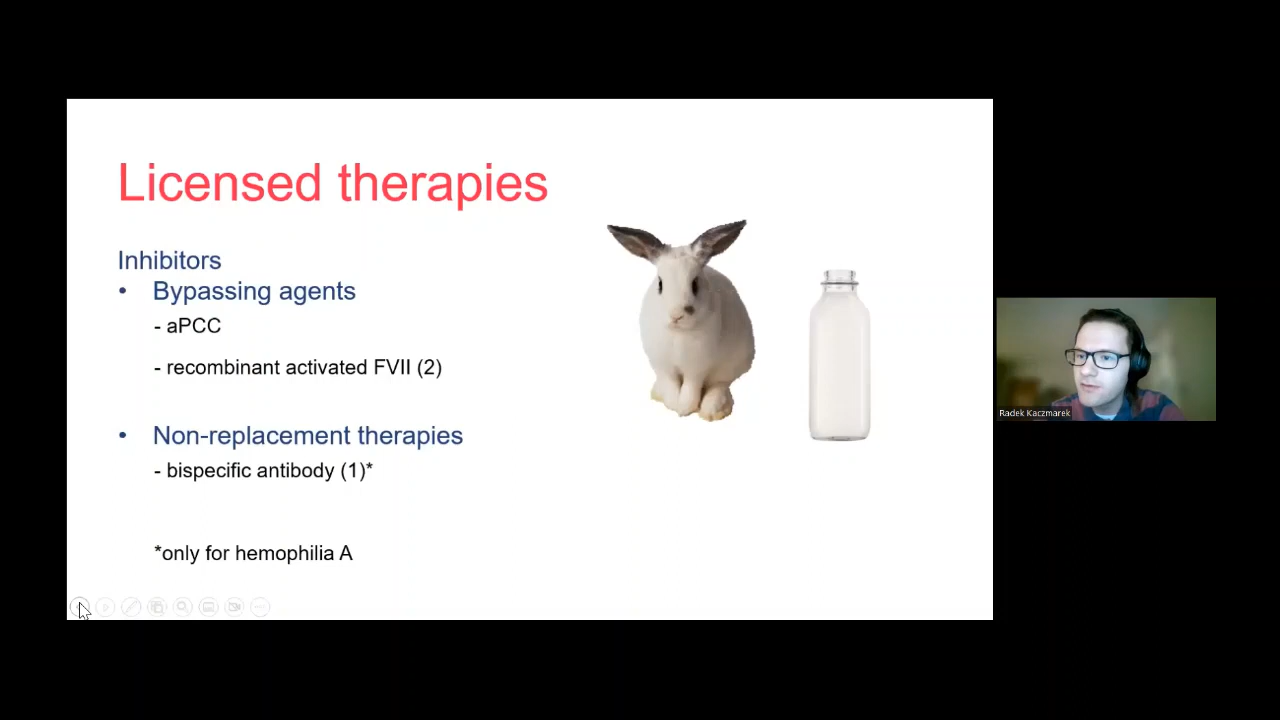 Licensed therapies
Inhibitors
• Bypassing agents
- aPCC
- recombinant activated FVII (2)
• Non-replacement therapies
- bispecific antibody (1)*
*only for hemophilia A
Radek Kaczmarek